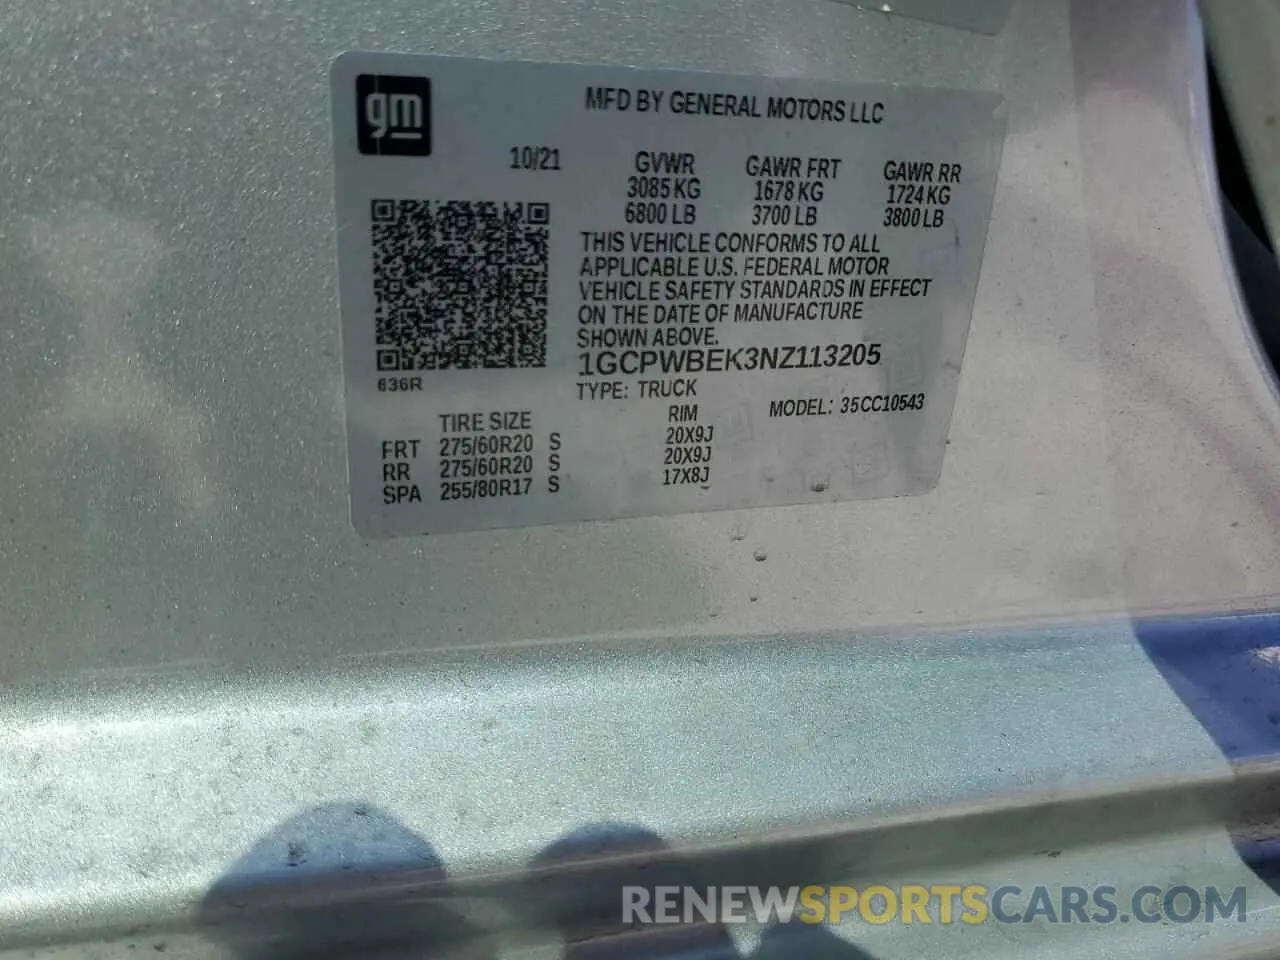 gm
MFD BY GENERAL MOTORS LLC
10/21 GVWR GAWR FRT GAWR RR
3085 KG 1678 KG 1724 KG
6800 LB 3700 LB 3800 LB
THIS VEHICLE CONFORMS TO ALL
APPLICABLE U.S. FEDERAL MOTOR
VEHICLE SAFETY STANDARDS IN EFFECT
ON THE DATE OF MANUFACTURE
SHOWN ABOVE.
1GCPWBEK3NZ113205
636R
TYPE: TRUCK
MODEL: 35CC10543
TIRE SIZE RIM
FRT 275/60R20 S 20X9J
RR 275/60R20 S 20X9J
SPA 255/80R17 S 17X8J
RENEWSPORTSCARS.COM